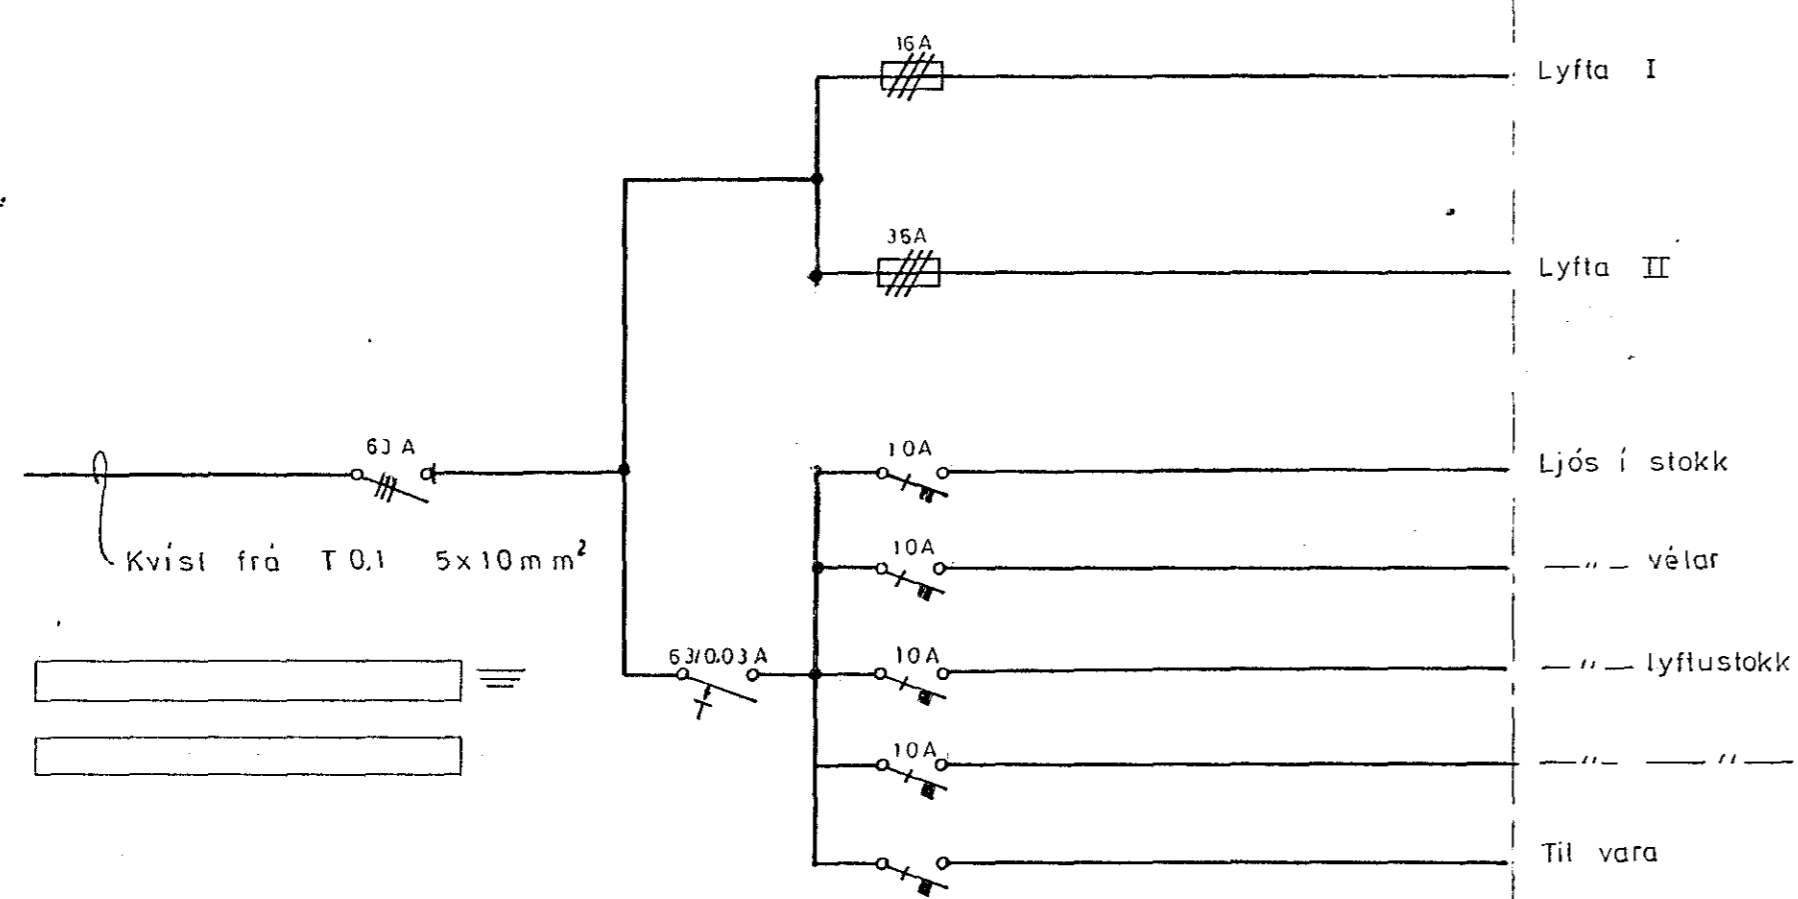 16A
Lyfta I
36A
Lyfta II
63 A
10A
Ljós í stokk
Kvísl frá T 0.1 5x10mm²
10A
—"— vélar
63/0.03 A
10A
—"— lyftustokk
10A
—"— —"—
Til vara